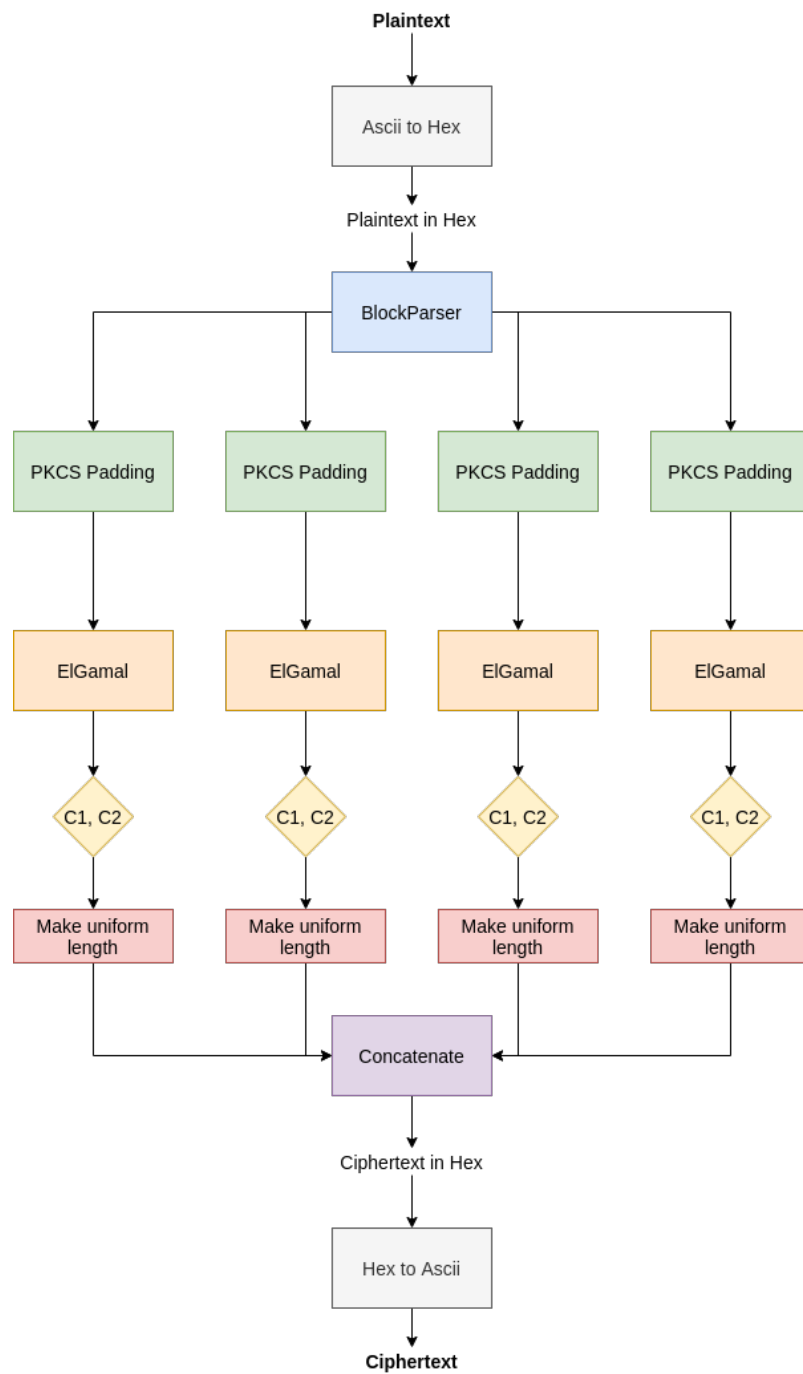 Plaintext
Ascii to Hex
Plaintext in Hex
BlockParser
PKCS Padding
PKCS Padding
PKCS Padding
PKCS Padding
ElGamal
ElGamal
ElGamal
ElGamal
C1, C2
C1, C2
C1, C2
C1, C2
Make uniform
length
Make uniform
length
Make uniform
length
Make uniform
length
Concatenate
Ciphertext in Hex
Hex to Ascii
Ciphertext